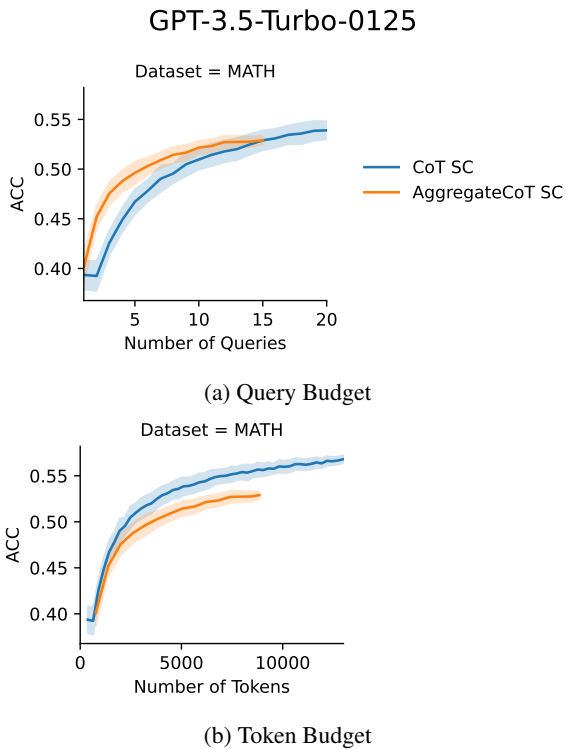 GPT-3.5-Turbo-0125
Dataset = MATH
0.55
0.50
0.45
0.40
ACC
5 10 15 20
Number of Queries
CoT SC
AggregateCoT SC
(a) Query Budget
Dataset = MATH
0.55
0.50
0.45
0.40
ACC
0 5000 10000
Number of Tokens
(b) Token Budget